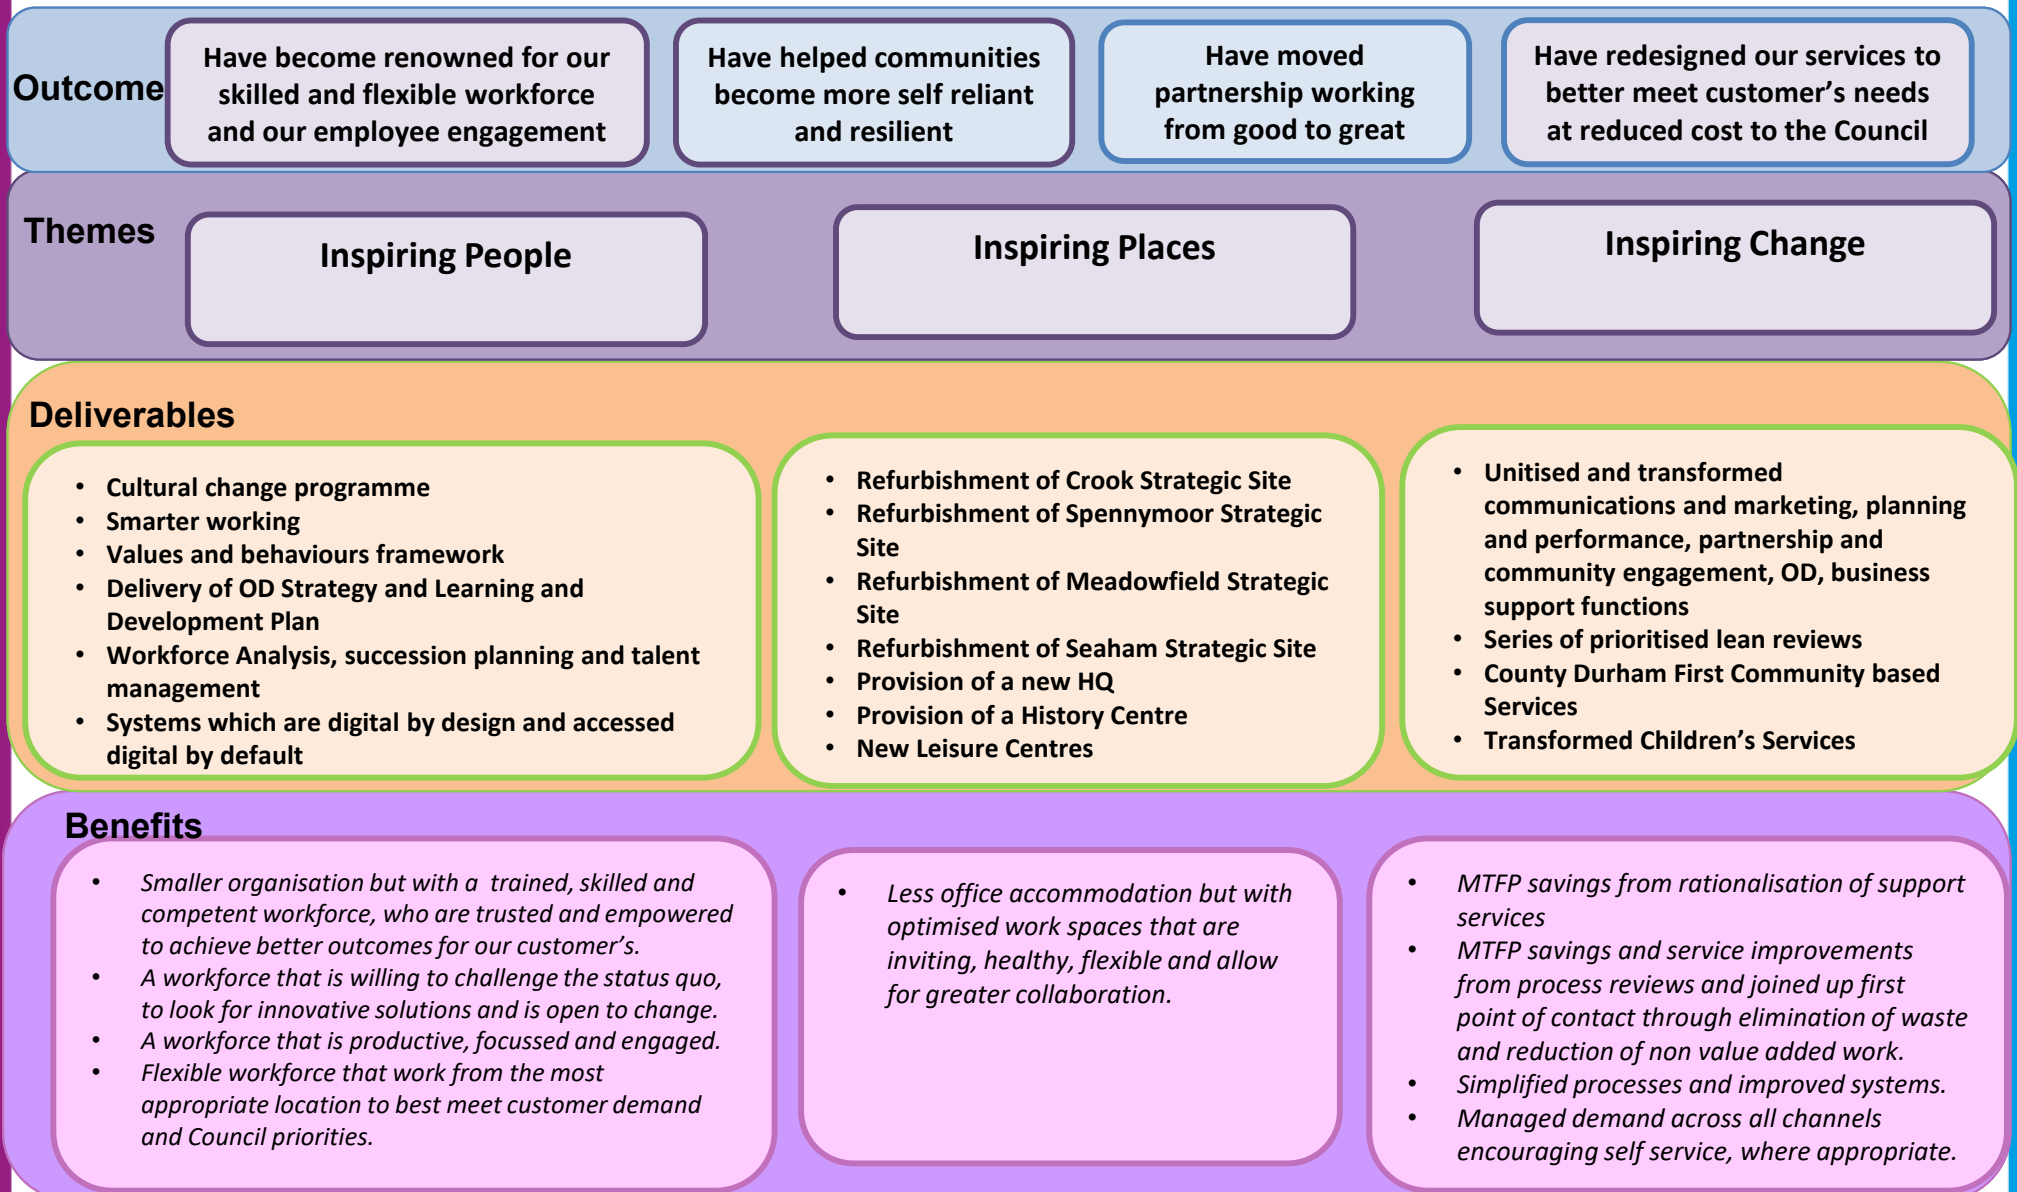 Outcome
Have become renowned for our
skilled and flexible workforce
and our employee engagement
Have helped communities
become more self reliant
and resilient
Have moved
partnership working
from good to great
Have redesigned our services to
better meet customer’s needs
at reduced cost to the Council
Themes
Inspiring People
Inspiring Places
Inspiring Change
Deliverables
• Cultural change programme
• Smarter working
• Values and behaviours framework
• Delivery of OD Strategy and Learning and
Development Plan
• Workforce Analysis, succession planning and talent
management
• Systems which are digital by design and accessed
digital by default
• Refurbishment of Crook Strategic Site
• Refurbishment of Spennymoor Strategic
Site
• Refurbishment of Meadowfield Strategic
Site
• Refurbishment of Seaham Strategic Site
• Provision of a new HQ
• Provision of a History Centre
• New Leisure Centres
• Unitised and transformed
communications and marketing, planning
and performance, partnership and
community engagement, OD, business
support functions
• Series of prioritised lean reviews
• County Durham First Community based
Services
• Transformed Children’s Services
Benefits
• Smaller organisation but with a trained, skilled and
competent workforce, who are trusted and empowered
to achieve better outcomes for our customer’s.
• A workforce that is willing to challenge the status quo,
to look for innovative solutions and is open to change.
• A workforce that is productive, focussed and engaged.
• Flexible workforce that work from the most
appropriate location to best meet customer demand
and Council priorities.
• Less office accommodation but with
optimised work spaces that are
inviting, healthy, flexible and allow
for greater collaboration.
• MTFP savings from rationalisation of support
services
• MTFP savings and service improvements
from process reviews and joined up first
point of contact through elimination of waste
and reduction of non value added work.
• Simplified processes and improved systems.
• Managed demand across all channels
encouraging self service, where appropriate.